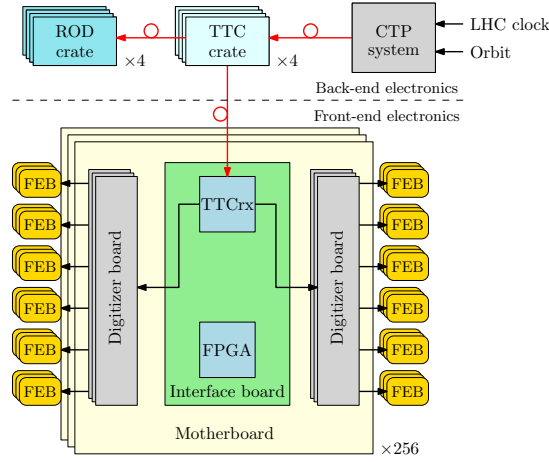 ROD
crate
×4
TTC
crate
×4
CTP
system
LHC clock
Orbit
Back-end electronics
Front-end electronics
FEB
FEB
FEB
FEB
FEB
FEB
Digitizer board
TTCrx
FPGA
Interface board
Digitizer board
FEB
FEB
FEB
FEB
FEB
FEB
Motherboard
×256